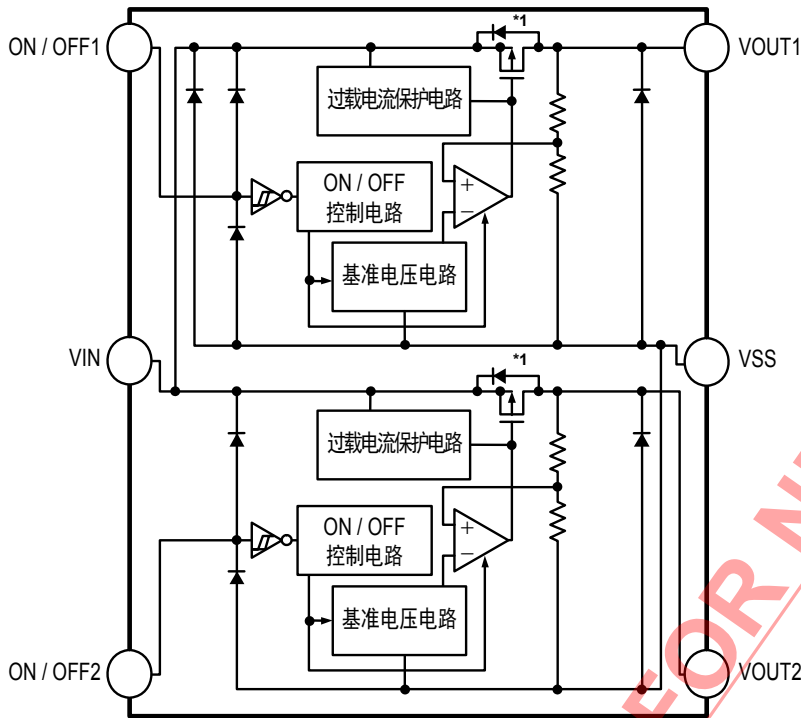 *1
ON / OFF1
VOUT1
过载电流保护电路
ON / OFF
控制电路
+
−
基准电压电路
VIN
VSS
*1
过载电流保护电路
ON / OFF
控制电路
+
−
基准电压电路
ON / OFF2
VOUT2
FOR N